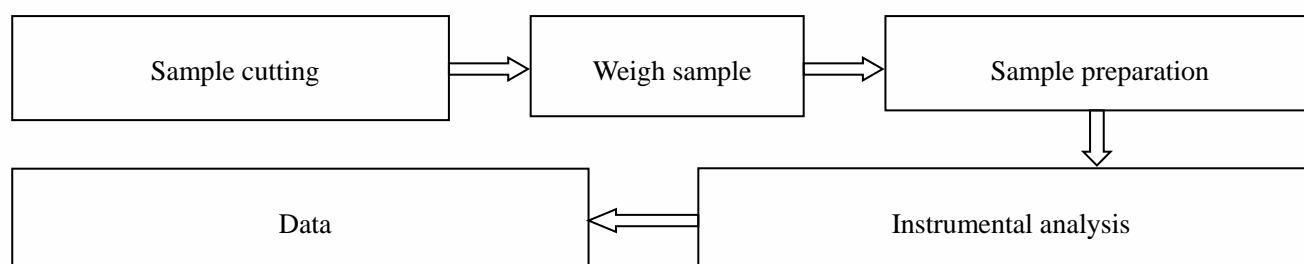 Sample cutting
Weigh sample
Sample preparation
Instrumental analysis
Data